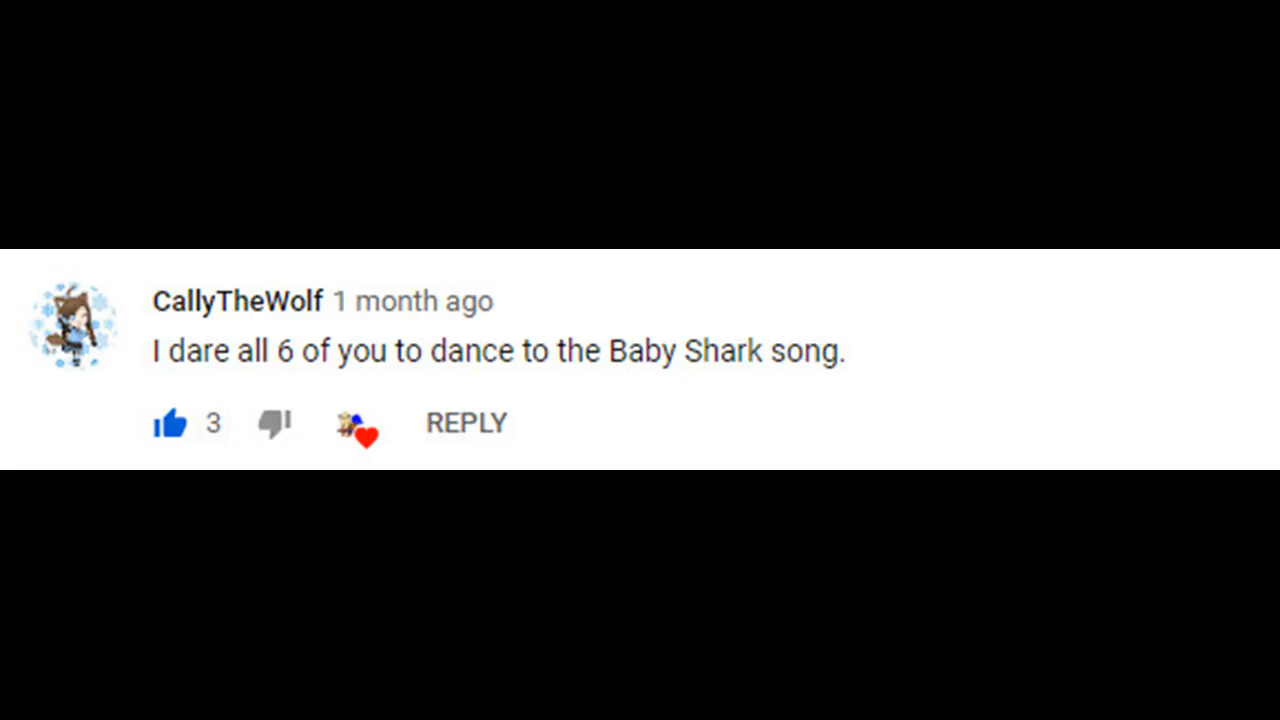 CallyTheWolf 1 month ago
I dare all 6 of you to dance to the Baby Shark song.
3 REPLY